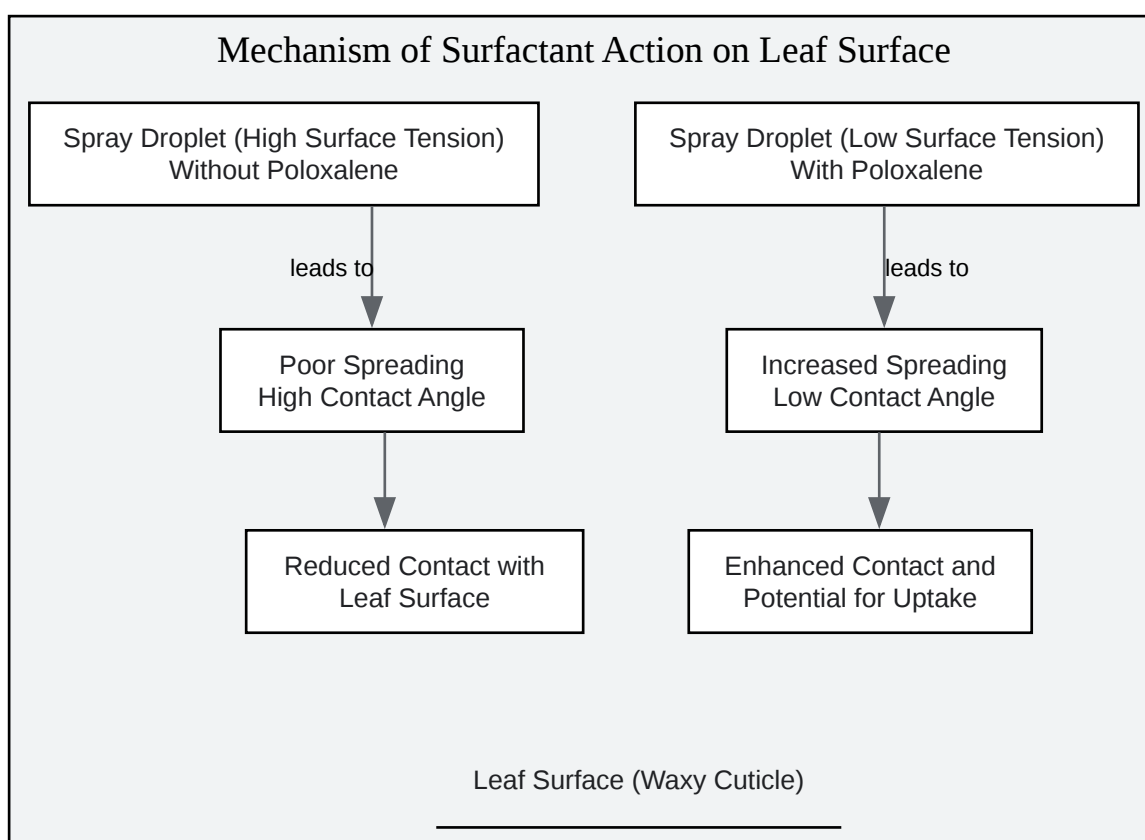 Mechanism of Surfactant Action on Leaf Surface
Spray Droplet (High Surface Tension)
Without Poloxalene
leads to
Poor Spreading
High Contact Angle
Reduced Contact with
Leaf Surface
Spray Droplet (Low Surface Tension)
With Poloxalene
leads to
Increased Spreading
Low Contact Angle
Enhanced Contact and
Potential for Uptake
Leaf Surface (Waxy Cuticle)